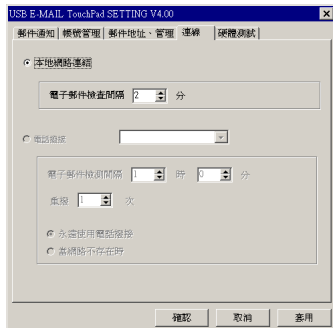 USB E-MAIL TouchPad SETTING V4.00
郵件通知 帳號管理 郵件地址、管理 連線 硬體測試
本地網路連線
電子郵件檢查間隔 2 分
電話撥接
電子郵件檢測間隔 1 時 0 分
重撥 1 次
永遠使用電話撥接
當網路不存在時
確認 取消 套用